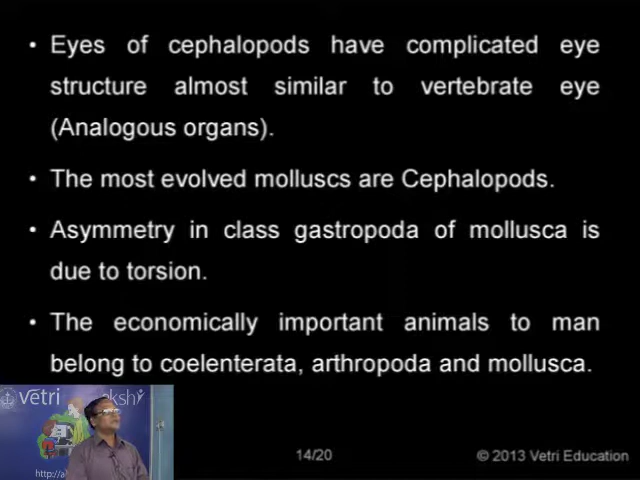 • Eyes of cephalopods have complicated eye
structure almost similar to vertebrate eye
(Analogous organs).
• The most evolved molluscs are Cephalopods.
• Asymmetry in class gastropoda of mollusca is
due to torsion.
• The economically important animals to man
belong to coelenterata, arthropoda and mollusca.
vetri
http://a
14/20
© 2013 Vetri Education